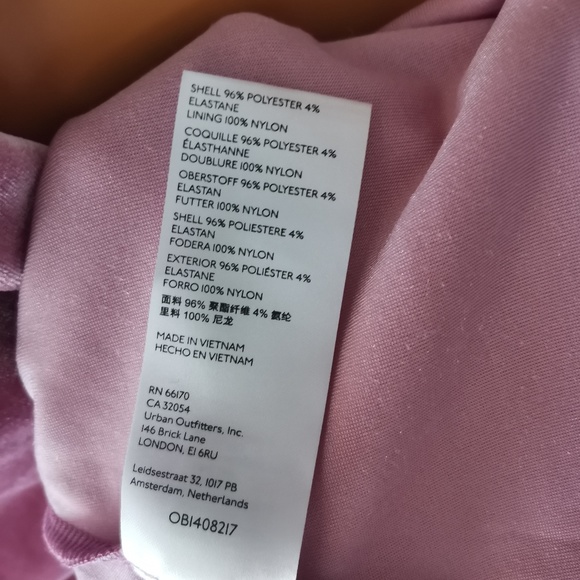 SHELL 96% POLYESTER 4%
ELASTANE
LINING 100% NYLON
COQUILLE 96% POLYESTER 4%
ÉLASTHANNE
DOUBLURE 100% NYLON
OBERSTOFF 96% POLYESTER 4%
ELASTAN
FUTTER 100% NYLON
SHELL 96% POLIESTERE 4%
ELASTAN
FODERA 100% NYLON
EXTERIOR 96% POLIÉSTER 4%
ELASTANE
FORRO 100% NYLON
面料 96% 聚酯纤维 4% 氨纶
里料 100% 尼龙
MADE IN VIETNAM
HECHO EN VIETNAM
RN 66170
CA 32054
Urban Outfitters, Inc.
146 Brick Lane
LONDON, E1 6RU
Leidsestraat 32, 1017 PB
Amsterdam, Netherlands
OB1408217